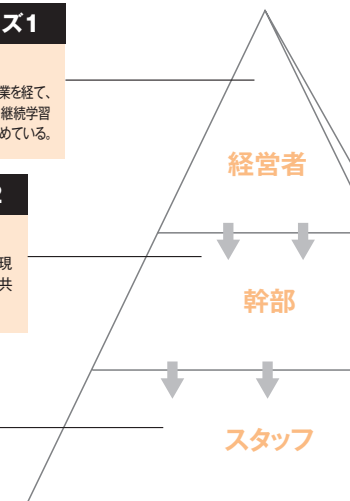 ズ1
業を経て、
継続学習
めている。
経営者
2
現
共
幹部
スタッフ